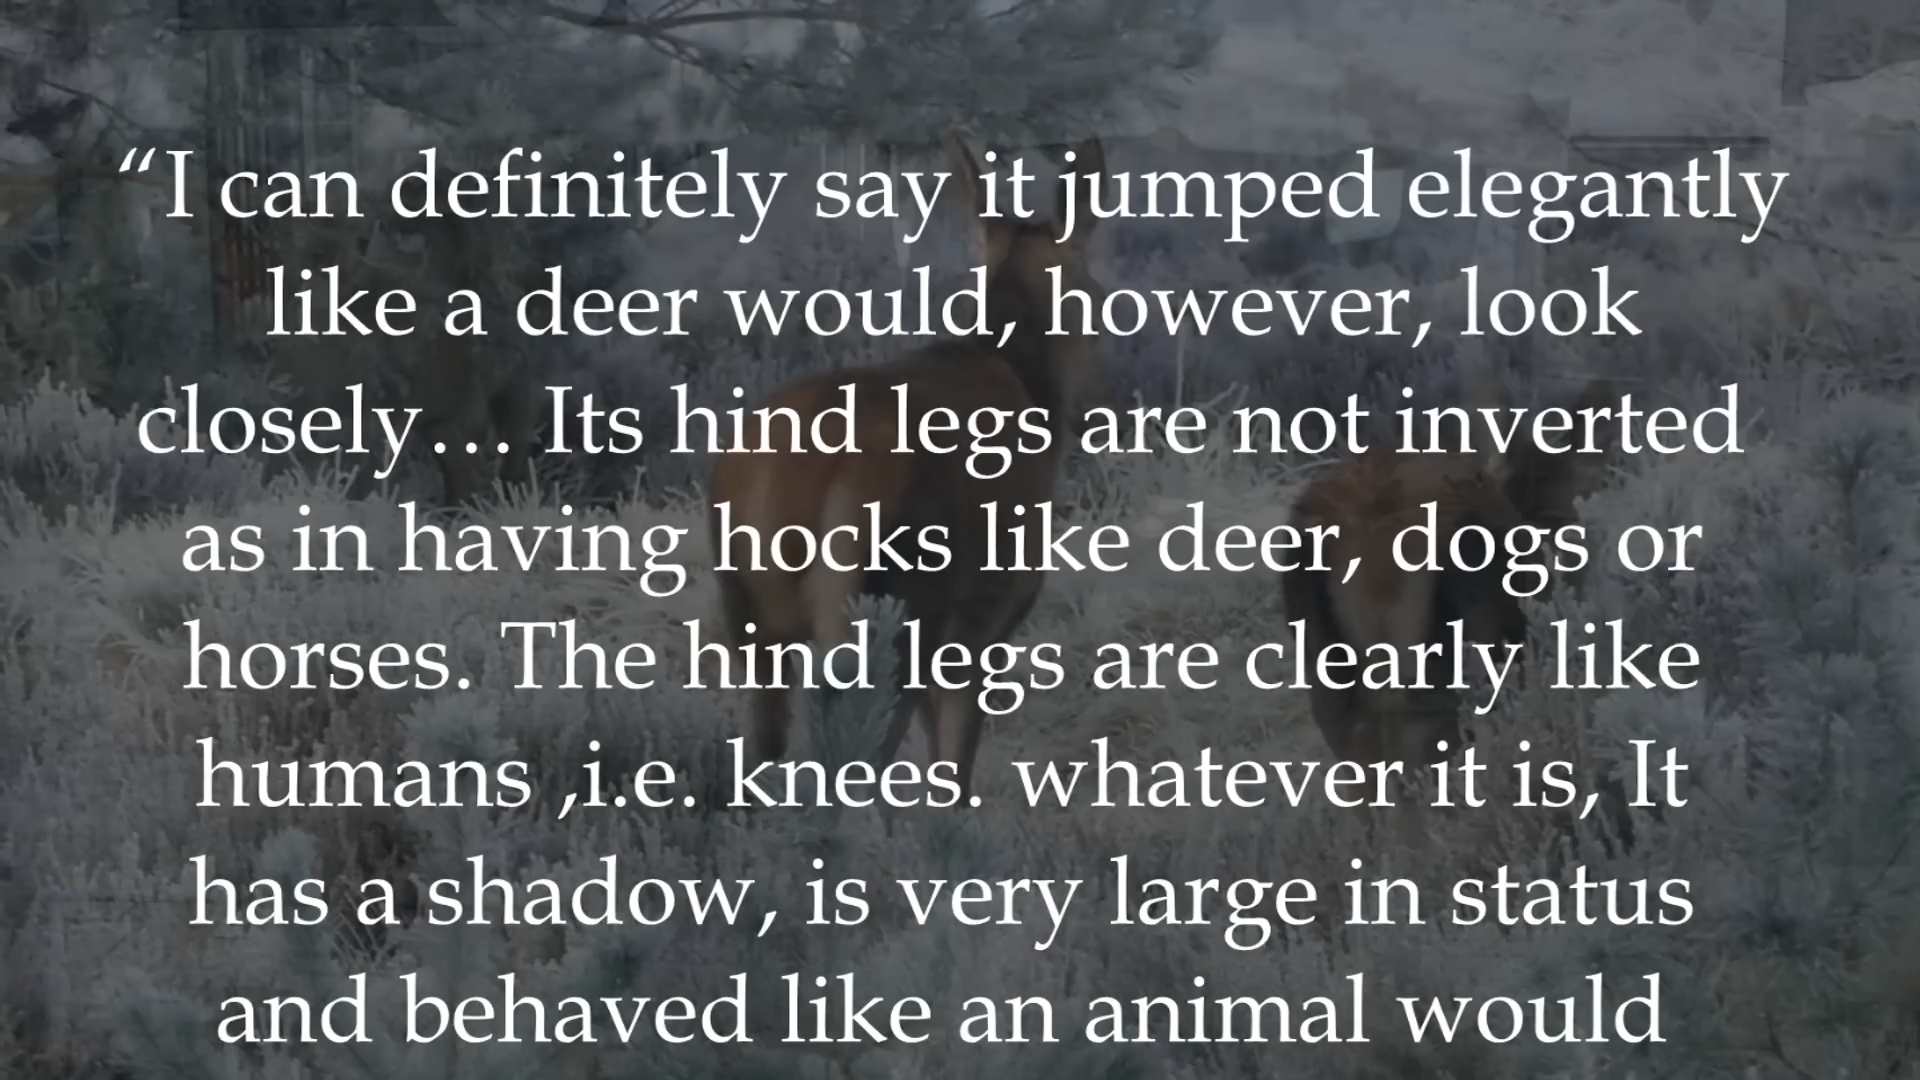 “I can definitely say it jumped elegantly
like a deer would, however, look
closely… Its hind legs are not inverted
as in having hocks like deer, dogs or
horses. The hind legs are clearly like
humans ,i.e. knees. whatever it is, It
has a shadow, is very large in status
and behaved like an animal would